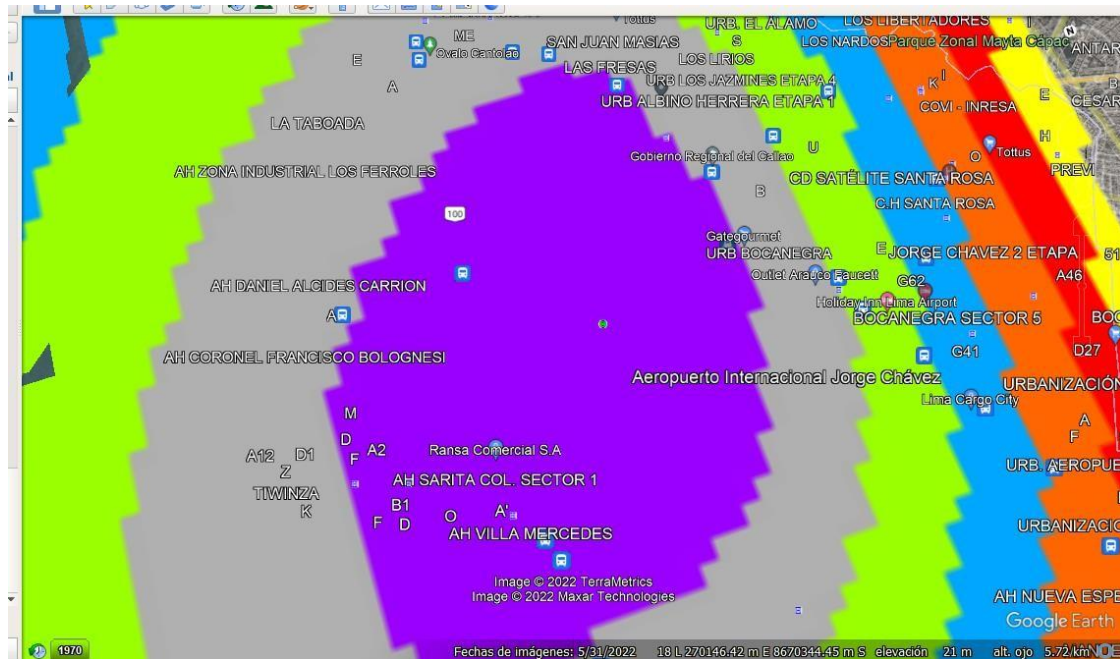 Tottus
URB. EL ALAMO
LOS LIBERTADORES
ME
S
I
Ovalo Cantolao
SAN JUAN MASIAS
LOS NARDOS
Parque Zonal Mayta Cápac
N
ANTAR
E
LOS LIRIOS
LAS FRESAS
A
URB LOS JAZMINES ETAPA 4
K
I
E
B
URB ALBINO HERRERA ETAPA 1
COVI - INRESA
CESAR
LA TABOADA
H
U
O
Tottus
Gobierno Regional del Callao
AH ZONA INDUSTRIAL LOS FERROLES
PREVI
CD SATÉLITE SANTA ROSA
B
C.H SANTA ROSA
100
Gategourmet
URB BOCANEGRA
E
JORGE CHAVEZ 2 ETAPA
51
Outlet Arauco Faucett
A46
G62
AH DANIEL ALCIDES CARRION
Holiday Inn Lima Airport
A
BOCANEGRA SECTOR 5
BOC
G41
D27
AH CORONEL FRANCISCO BOLOGNESI
Aeropuerto Internacional Jorge Chávez
URBANIZACIÓN
Lima Cargo City
M
A
D
F
A2
Ransa Comercial S.A
F
A12
D1
Z
URB. AEROPUE
AH SARITA COL. SECTOR 1
TIWINZA
K
B1
O
A'
F
D
URBANIZACIO
AH VILLA MERCEDES
Image © 2022 TerraMetrics
Image © 2022 Maxar Technologies
AH NUEVA ESPE
Google Earth
1970
Fechas de imágenes: 5/31/2022 18 L 270146.42 m E 8670344.45 m S elevación 21 m alt. ojo 5.72 km